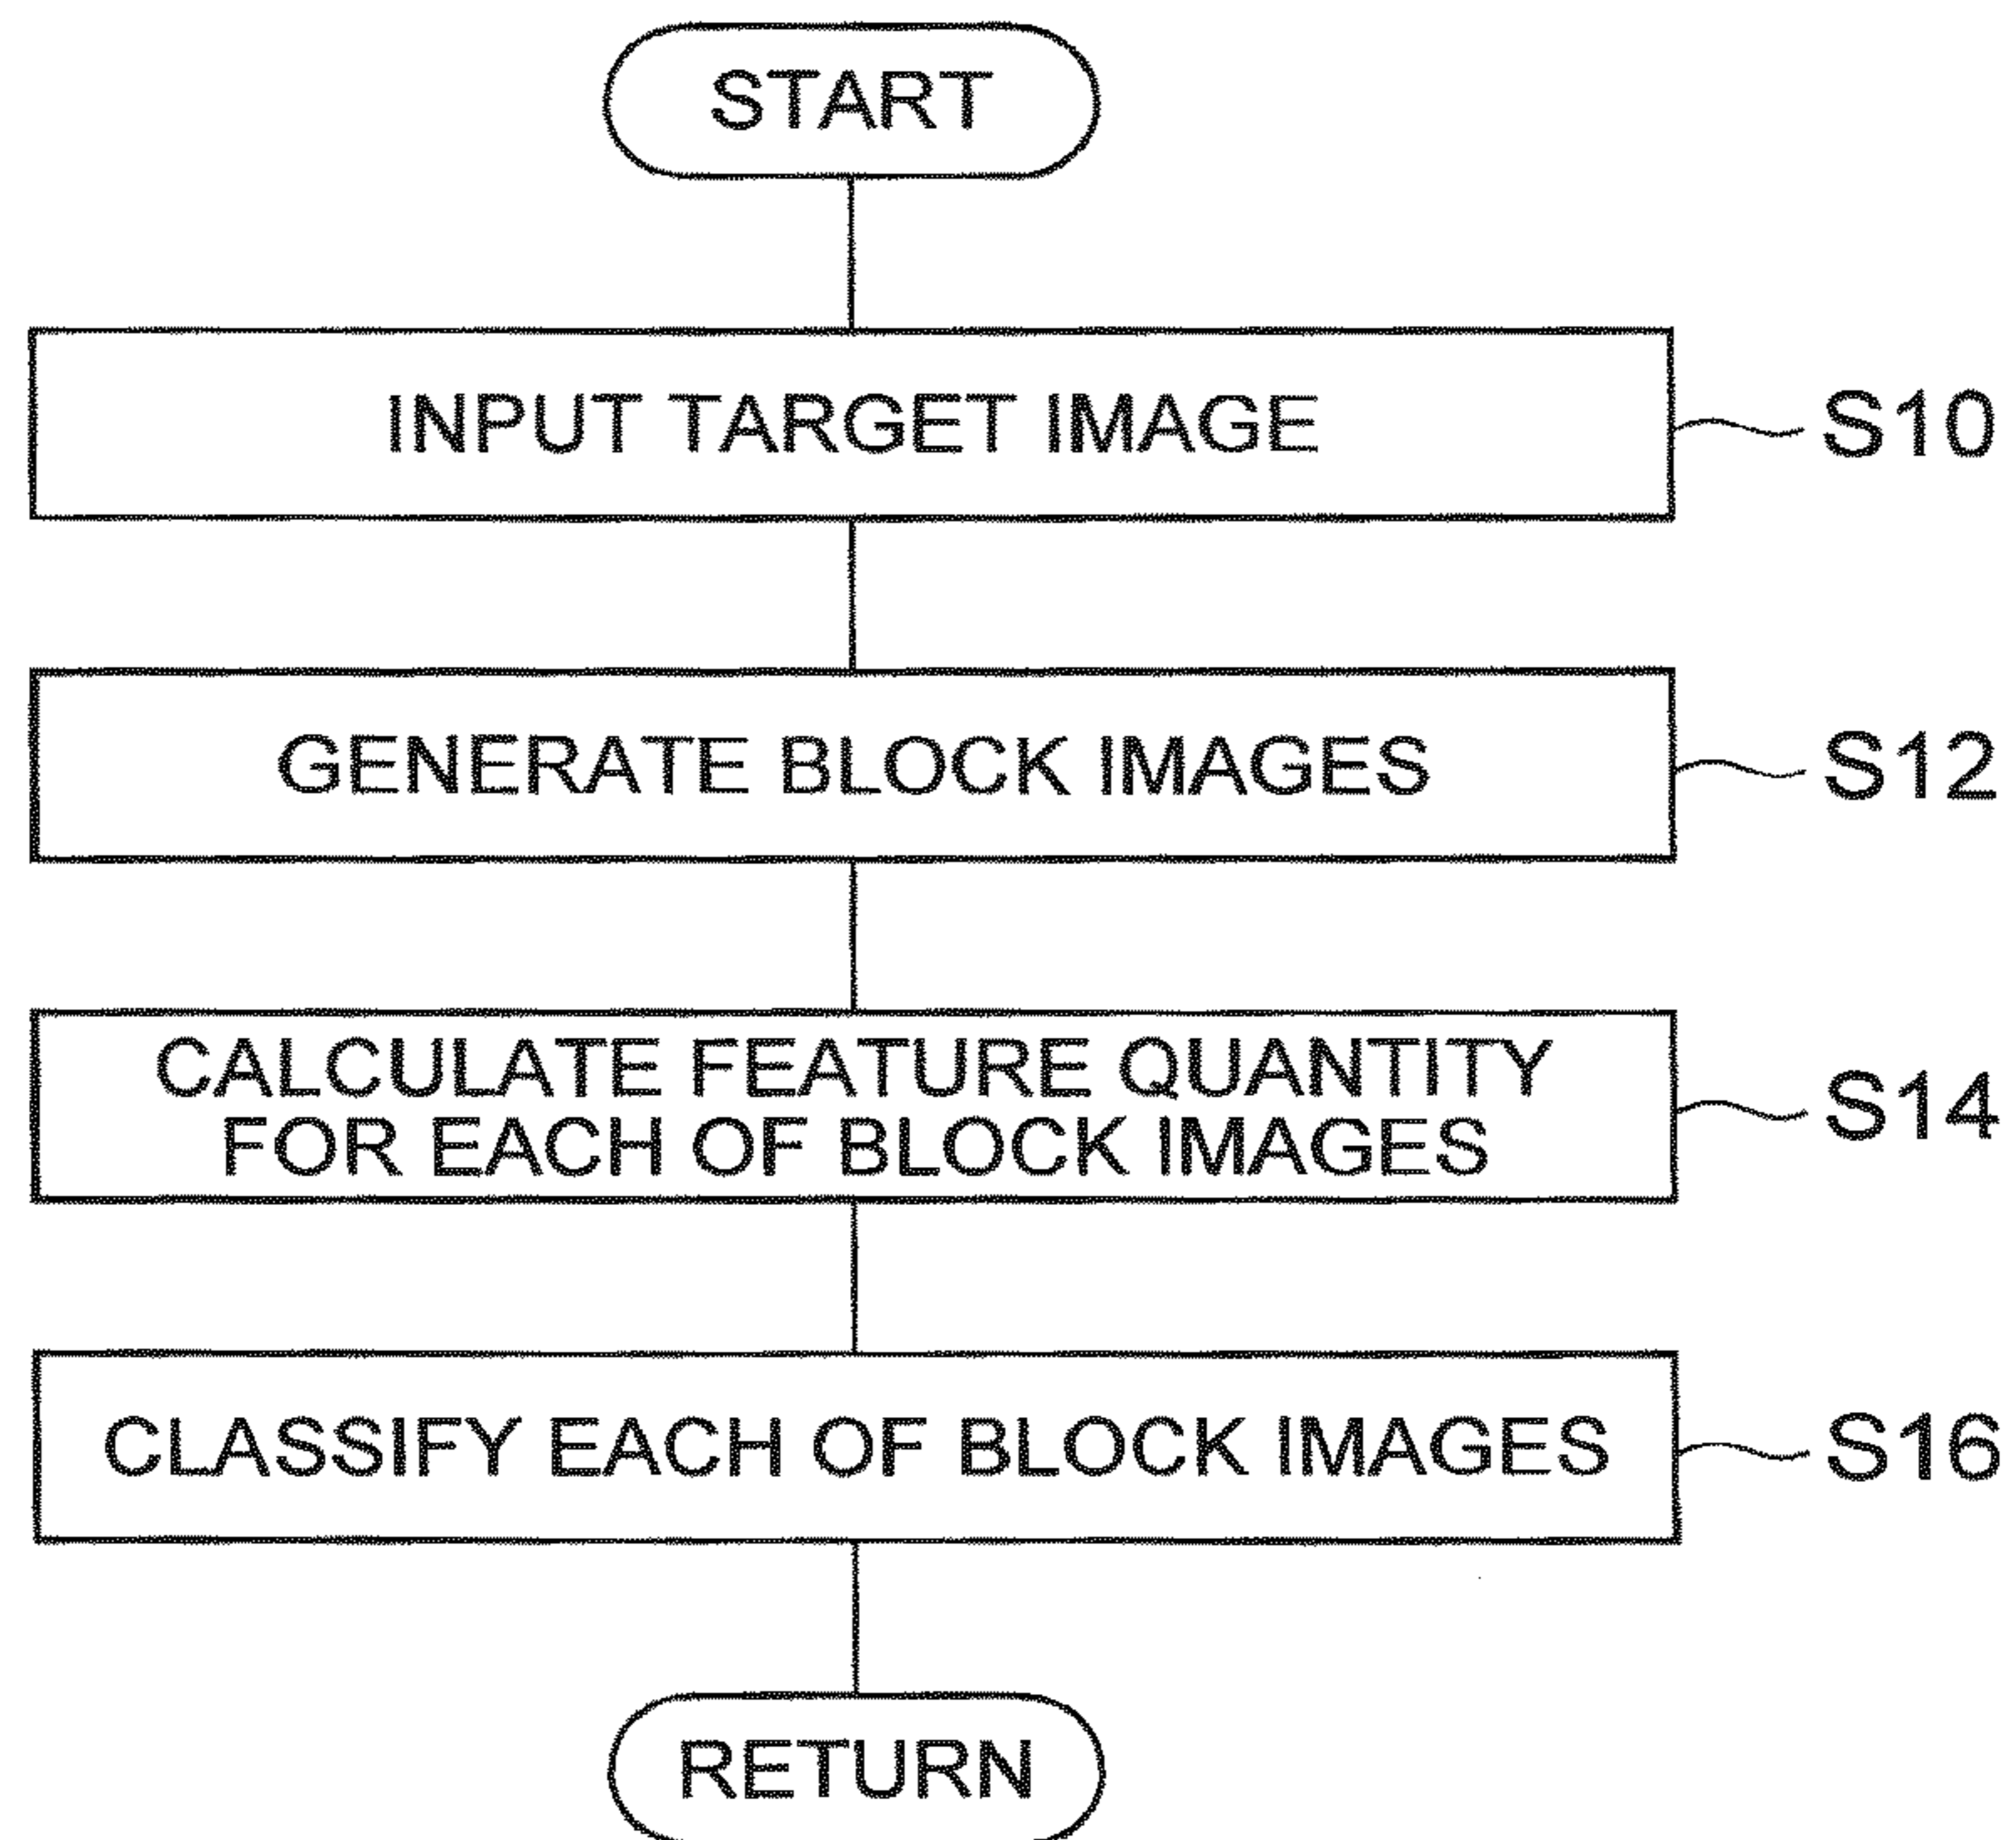 START
INPUT TARGET IMAGE
S10
GENERATE BLOCK IMAGES
S12
CALCULATE FEATURE QUANTITY
FOR EACH OF BLOCK IMAGES
S14
CLASSIFY EACH OF BLOCK IMAGES
S16
RETURN